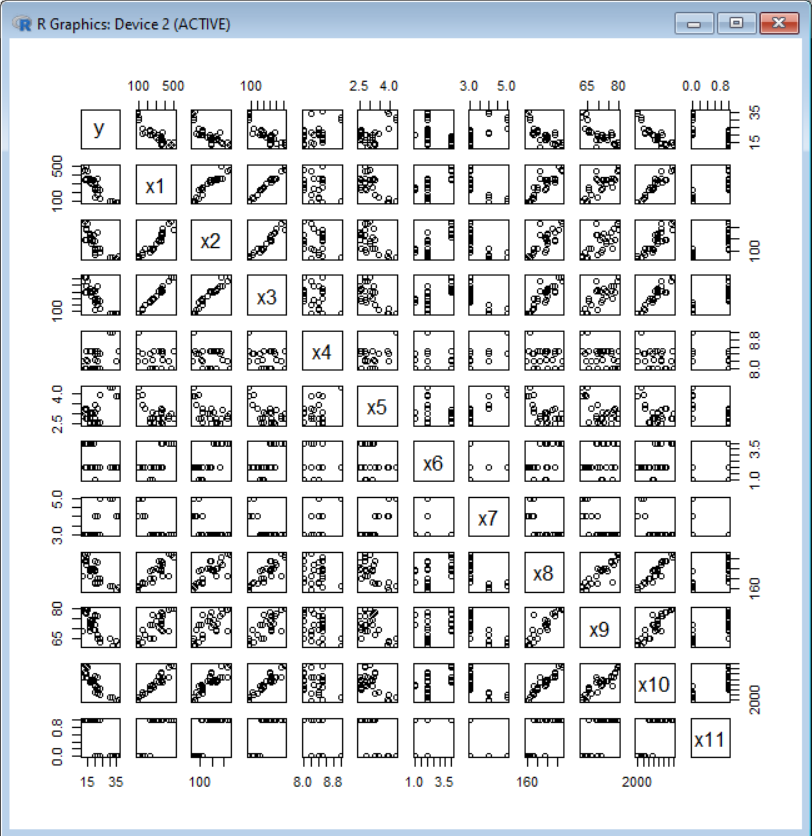 R Graphics: Device 2 (ACTIVE)
100 500 100 2.5 4.0 3.0 5.0 65 80 0.0 0.8
y 15 35
100 500 x1
x2 100
100 x3
x4 8.0 8.8
2.5 4.0 x5
x6 1.0 3.5
3.0 5.0 x7
x8 160
65 80 x9
x10 2000
0.0 0.8 x11
15 35 100 8.0 8.8 1.0 3.5 160 2000